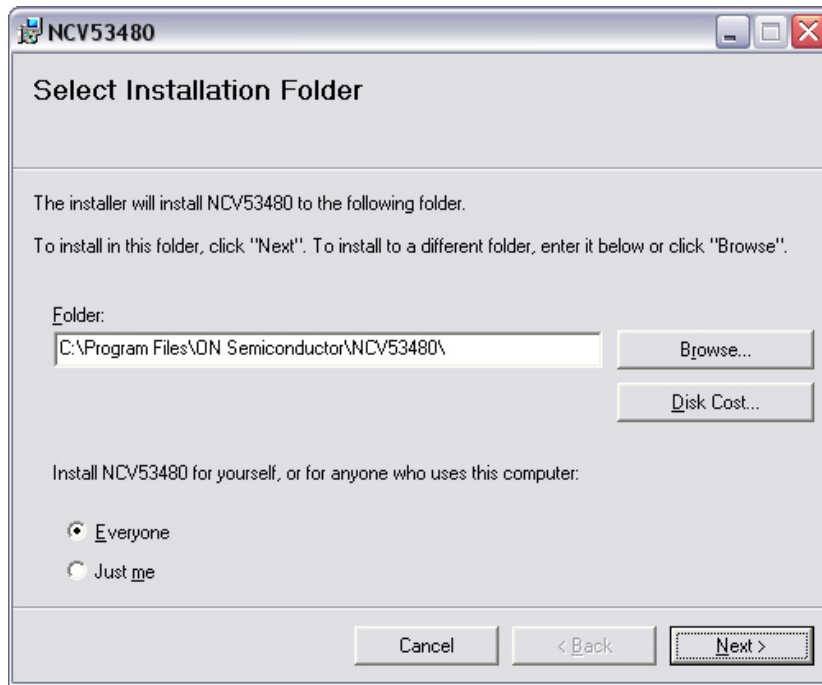 NCV53480
Select Installation Folder
The installer will install NCV53480 to the following folder.
To install in this folder, click "Next". To install to a different folder, enter it below or click "Browse".
Folder:
C:\Program Files\ON Semiconductor\NCV53480\
Browse...
Disk Cost...
Install NCV53480 for yourself, or for anyone who uses this computer:
Everyone
Just me
Cancel
< Back
Next >